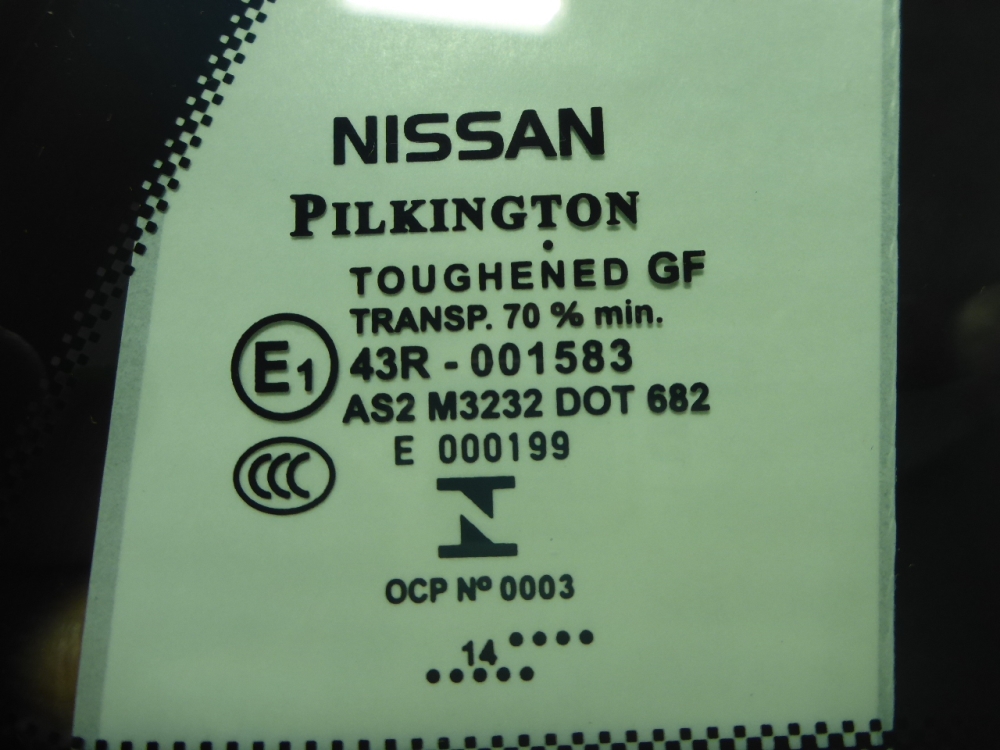 NISSAN
PILKINGTON
TOUGHENED GF
TRANSP. 70 % min.
E1 43R - 001583
AS2 M3232 DOT 682
E 000199
CCC
OCP Nº 0003
14